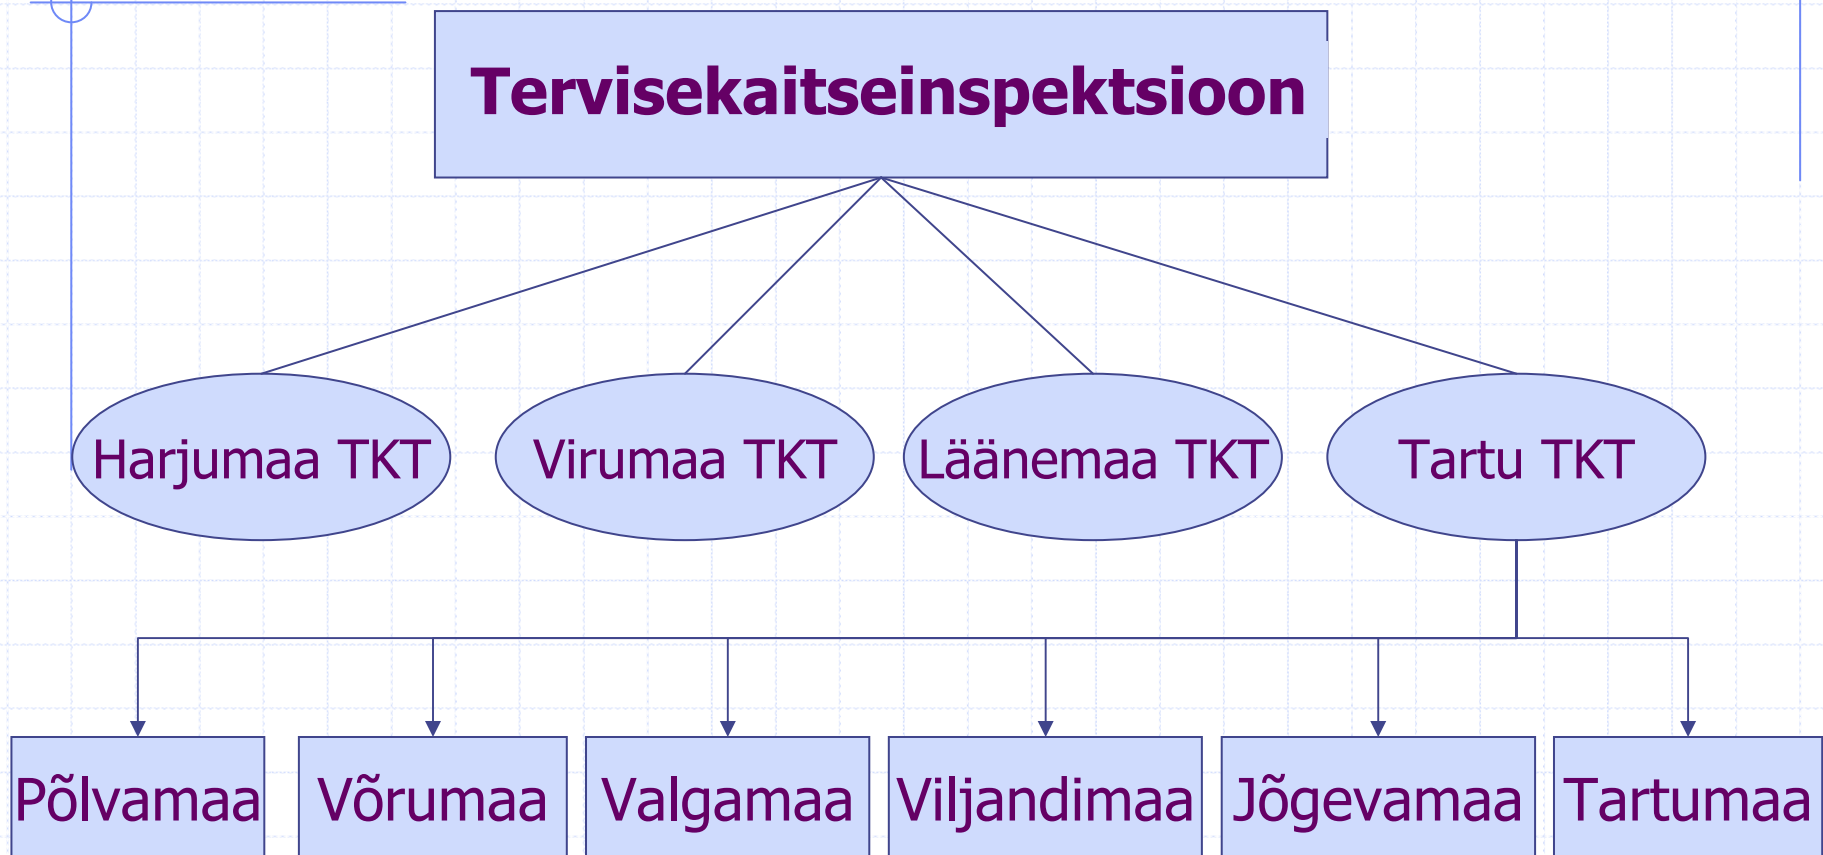 Tervisekaitseinspektsioon
Harjumaa TKT
Virumaa TKT
Läänemaa TKT
Tartu TKT
Põlvamaa
Võrumaa
Valgamaa
Viljandimaa
Jõgevamaa
Tartumaa